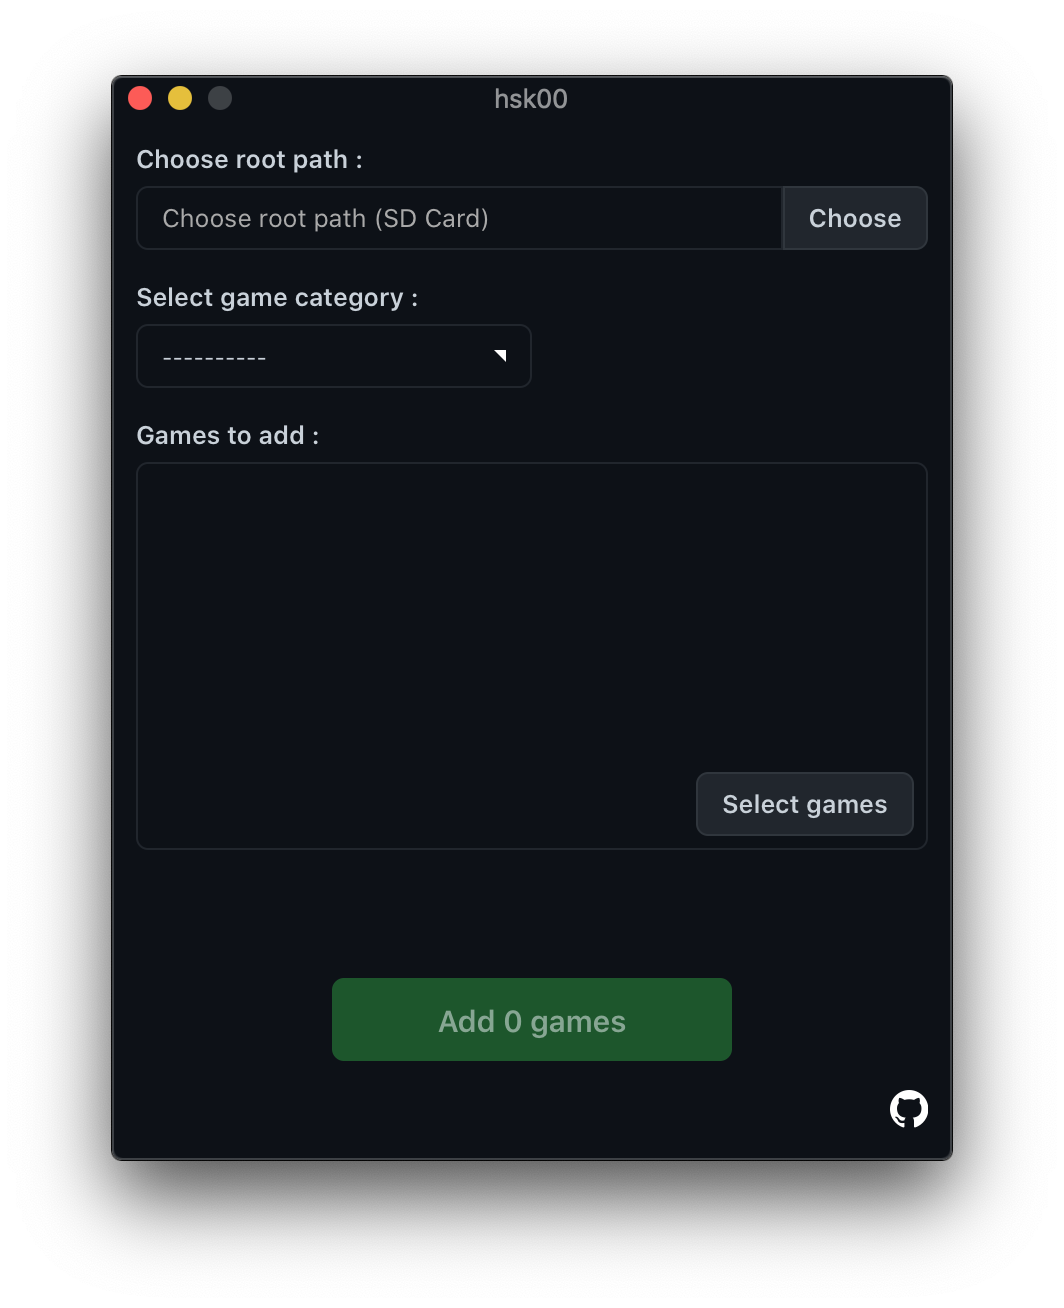 hsk00
Choose root path :
Choose root path (SD Card)
Choose
Select game category :
----------
Games to add :
Select games
Add 0 games